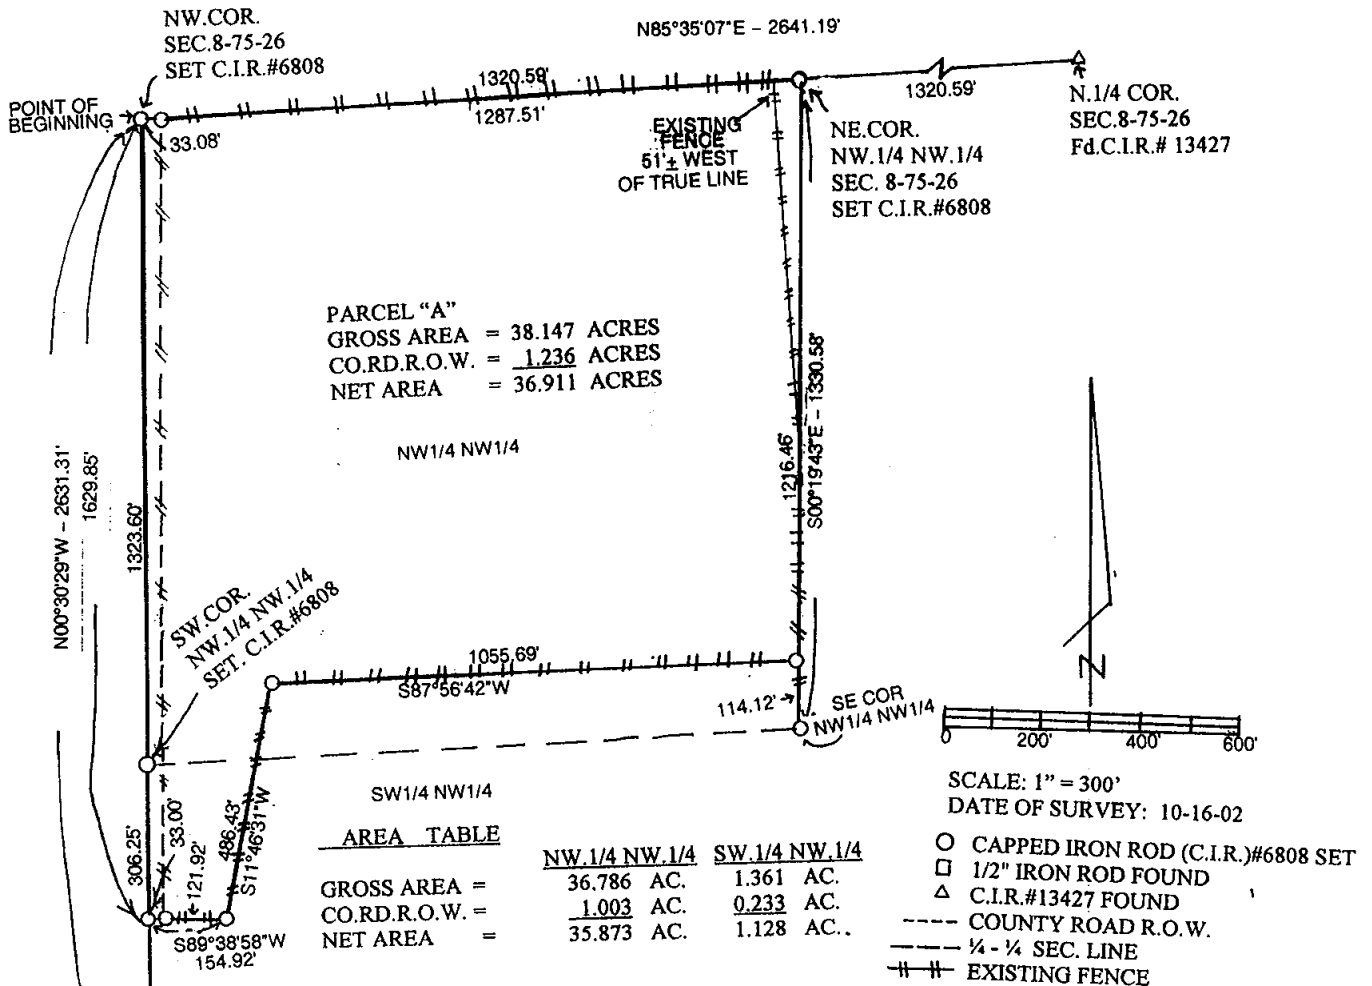 NW.COR.
SEC.8-75-26
SET C.I.R.#6808
N85°35'07"E - 2641.19'
POINT OF
BEGINNING
33.08'
1320.59'
1287.51'
1320.59'
N.1/4 COR.
SEC.8-75-26
Fd.C.I.R.# 13427
EXISTING
FENCE
51'± WEST
OF TRUE LINE
NE.COR.
NW.1/4 NW.1/4
SEC. 8-75-26
SET C.I.R.#6808
PARCEL “A”
GROSS AREA = 38.147 ACRES
CO.RD.R.O.W. = 1.236 ACRES
NET AREA = 36.911 ACRES
NW1/4 NW1/4
N00°30'29"W - 2631.31'
1629.85'
1323.60'
1216.46'
S00°19'43"E - 1330.58'
SW.COR.
NW.1/4 NW.1/4
SET. C.I.R.#6808
1055.69'
S87°56'42"W
114.12'
SE COR
NW1/4 NW1/4
N
0 200' 400' 600'
SCALE: 1” = 300’
DATE OF SURVEY: 10-16-02
306.25'
33.00'
121.92'
486.43'
S11°46'31"W
S89°38'58"W
154.92'
SW1/4 NW1/4
AREA TABLE
NW.1/4 NW.1/4 SW.1/4 NW.1/4
GROSS AREA = 36.786 AC. 1.361 AC.
CO.RD.R.O.W. = 1.003 AC. 0.233 AC.
NET AREA = 35.873 AC. 1.128 AC..
CAPPED IRON ROD (C.I.R.)#6808 SET
1/2" IRON ROD FOUND
C.I.R.#13427 FOUND
COUNTY ROAD R.O.W.
¼ - ¼ SEC. LINE
EXISTING FENCE